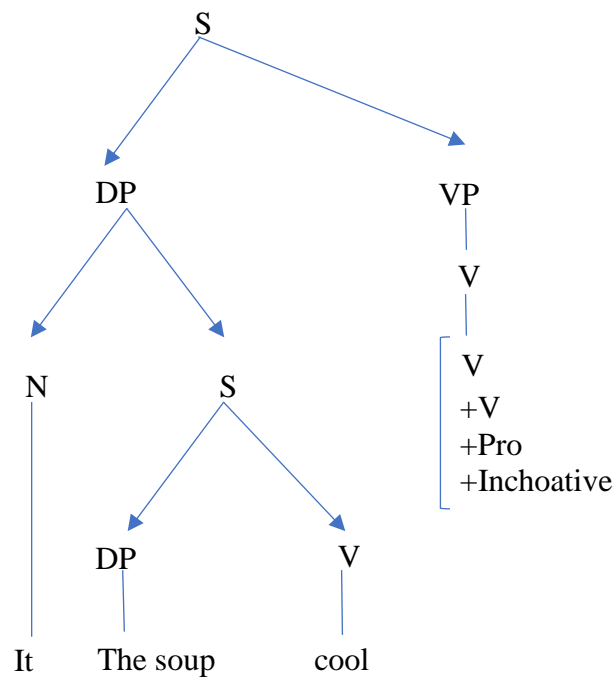 S
DP VP
V
N S V
+V
+Pro
+Inchoative
DP V
It The soup cool